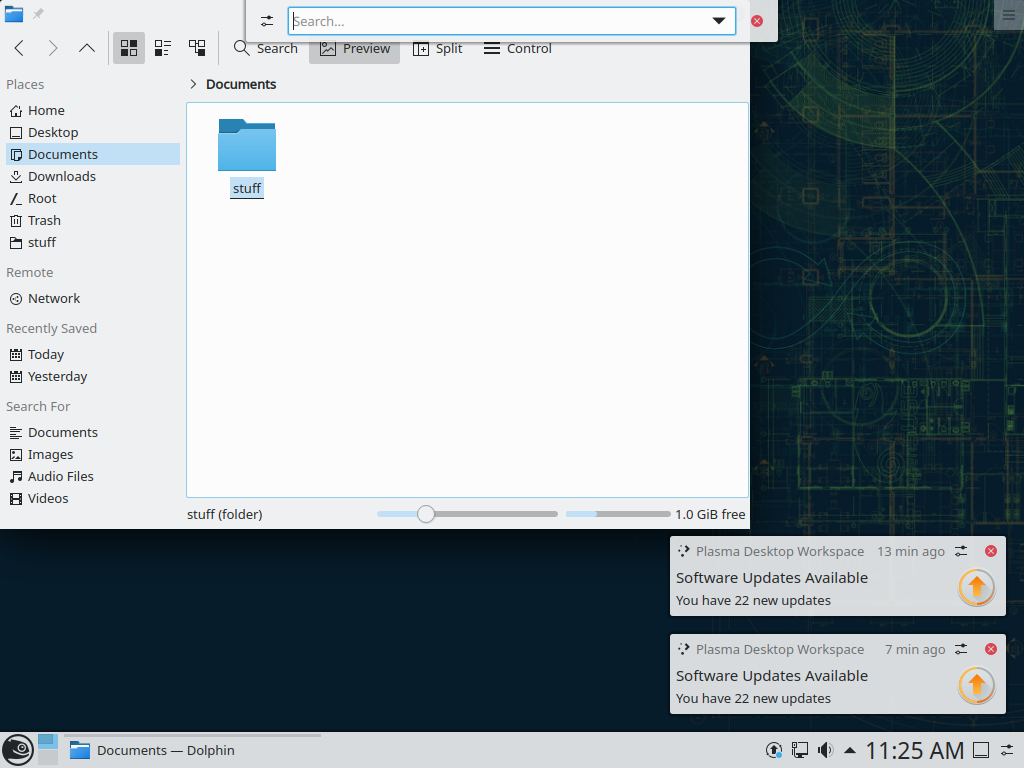 Search...
Search
Preview
Split
Control
Places
Documents
Home
Desktop
Documents
Downloads
Root
Trash
stuff
stuff
Remote
Network
Recently Saved
Today
Yesterday
Search For
Documents
Images
Audio Files
Videos
stuff (folder)
1.0 GiB free
Plasma Desktop Workspace 13 min ago
Software Updates Available
You have 22 new updates
Plasma Desktop Workspace 7 min ago
Software Updates Available
You have 22 new updates
Documents — Dolphin
11:25 AM